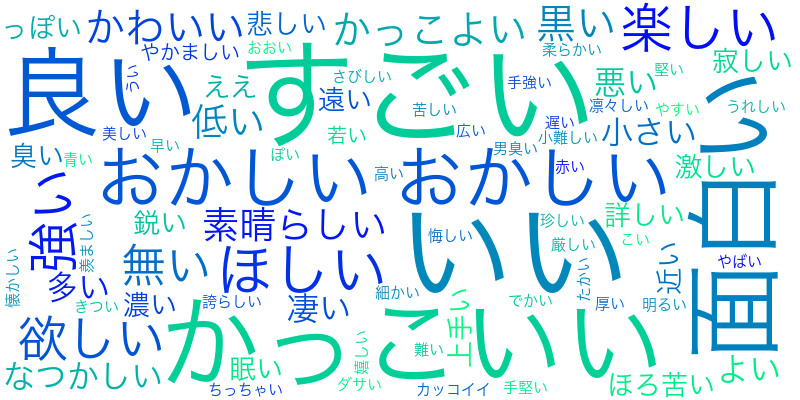 っぽい
かわいい
悲しい
かっこよい
黒い
楽しい
やかましい
おおい
柔らかい
良い
うい
ええ
さびしい
すごい
手強い
悪い
堅い
寂しい
低い
遠い
苦しい
凛々しい
やすい
うれしい
美しい
若い
広い
遅い
小難しい
小さい
面白い
臭い
青い
早い
おかしい
ぽい
おかしい
高い
男臭い
赤い
激しい
強い
鋭い
素晴らしい
いい
珍しい
詳しい
羨ましい
悔しい
厳しい
こい
懐かしい
多い
無い
ほしい
たかい
近い
やばい
きつい
濃い
誇らしい
凄い
細かい
上手い
でかい
厚い
明るい
欲しい
かっこいい
嬉しい
難い
なつかしい
眠い
ちっちゃい
ダサい
カッコイイ
手堅い
ほろ苦い
よい